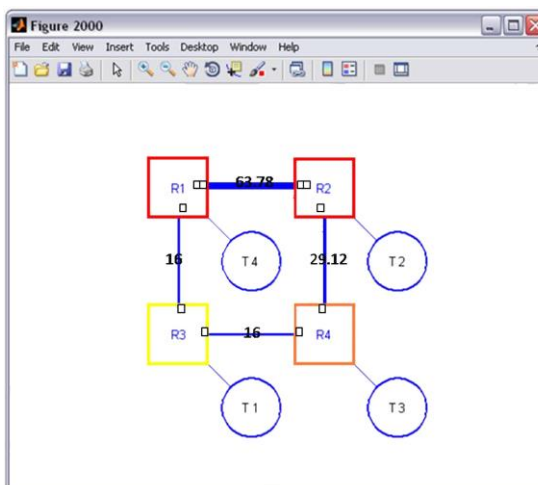 Figure 2000
File Edit View Insert Tools Desktop Window Help
R1 63.78 R2
16 T4 29.12 T2
R3 16 R4
T1 T3